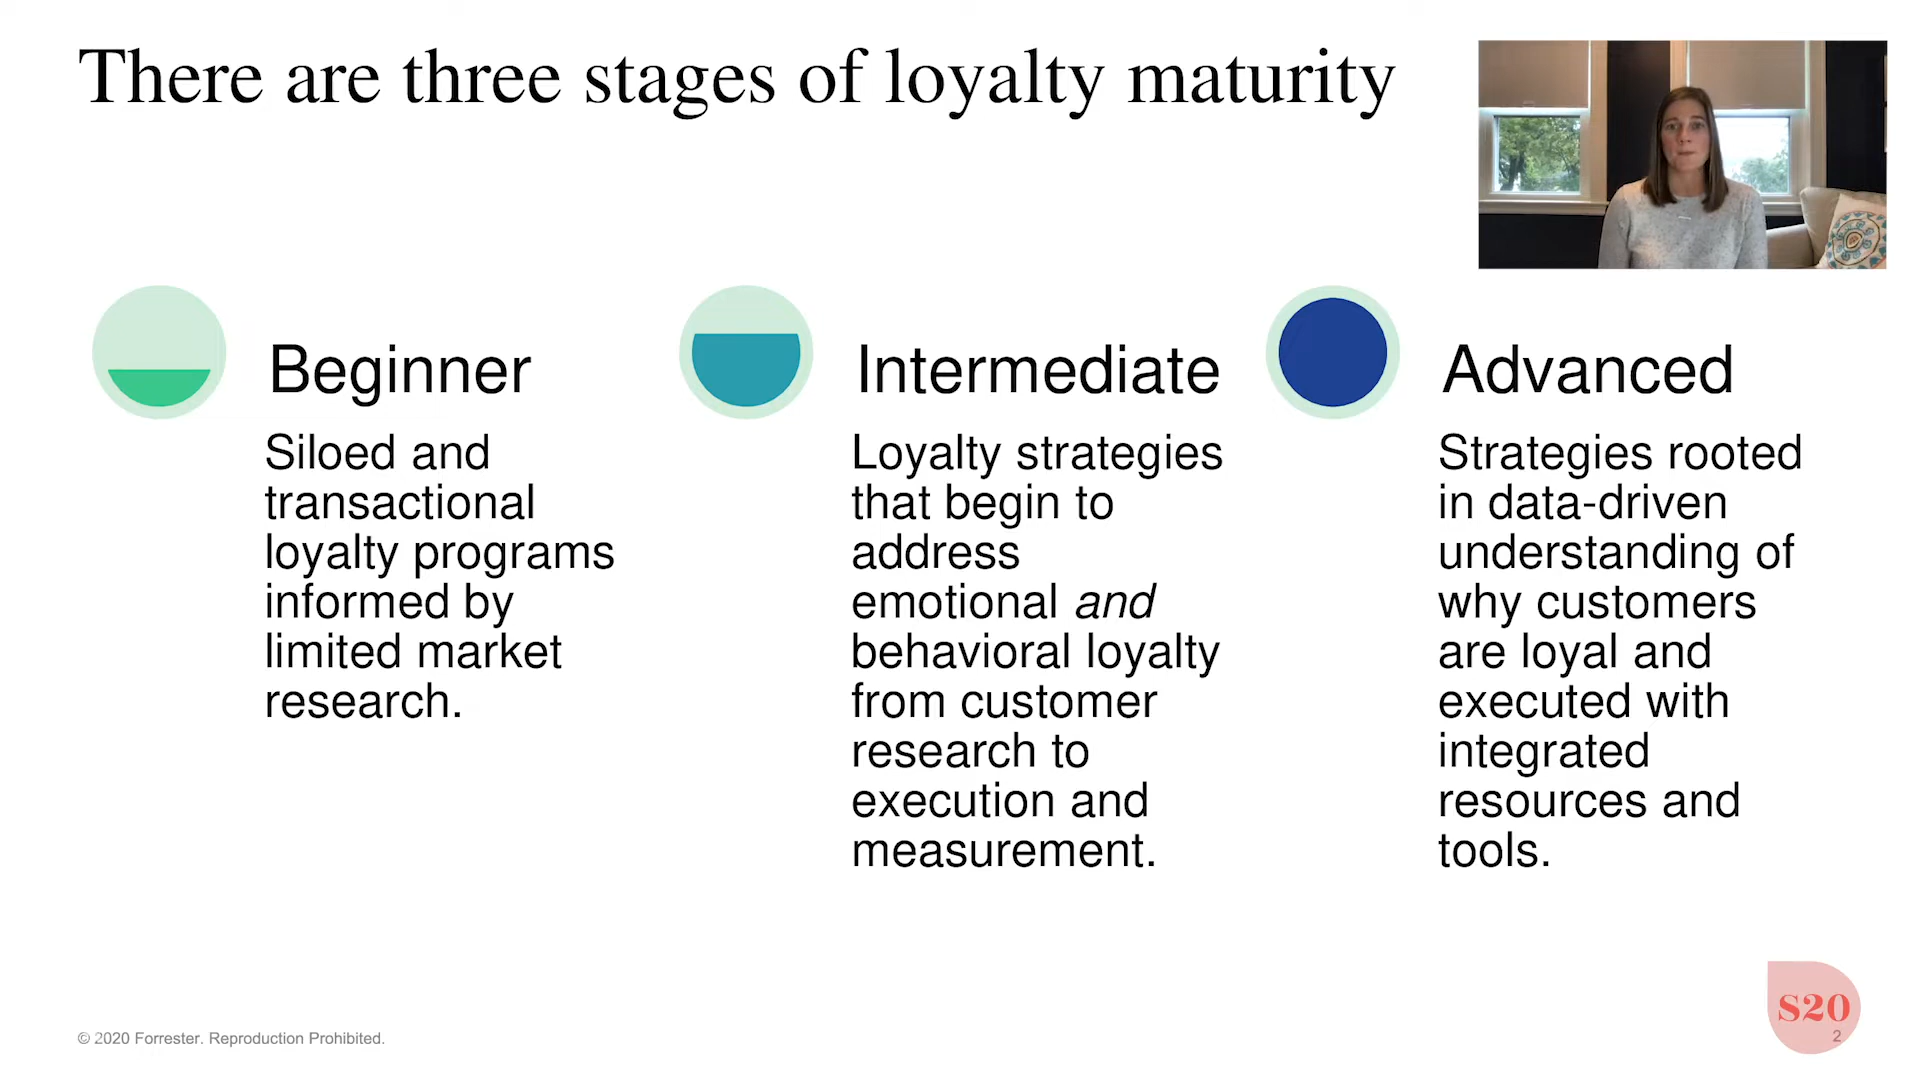 There are three stages of loyalty maturity
Beginner
Siloed and
transactional
loyalty programs
informed by
limited market
research.
Intermediate
Loyalty strategies
that begin to
address
emotional and
behavioral loyalty
from customer
research to
execution and
measurement.
Advanced
Strategies rooted
in data-driven
understanding of
why customers
are loyal and
executed with
integrated
resources and
tools.
© 2020 Forrester. Reproduction Prohibited.
S20
2